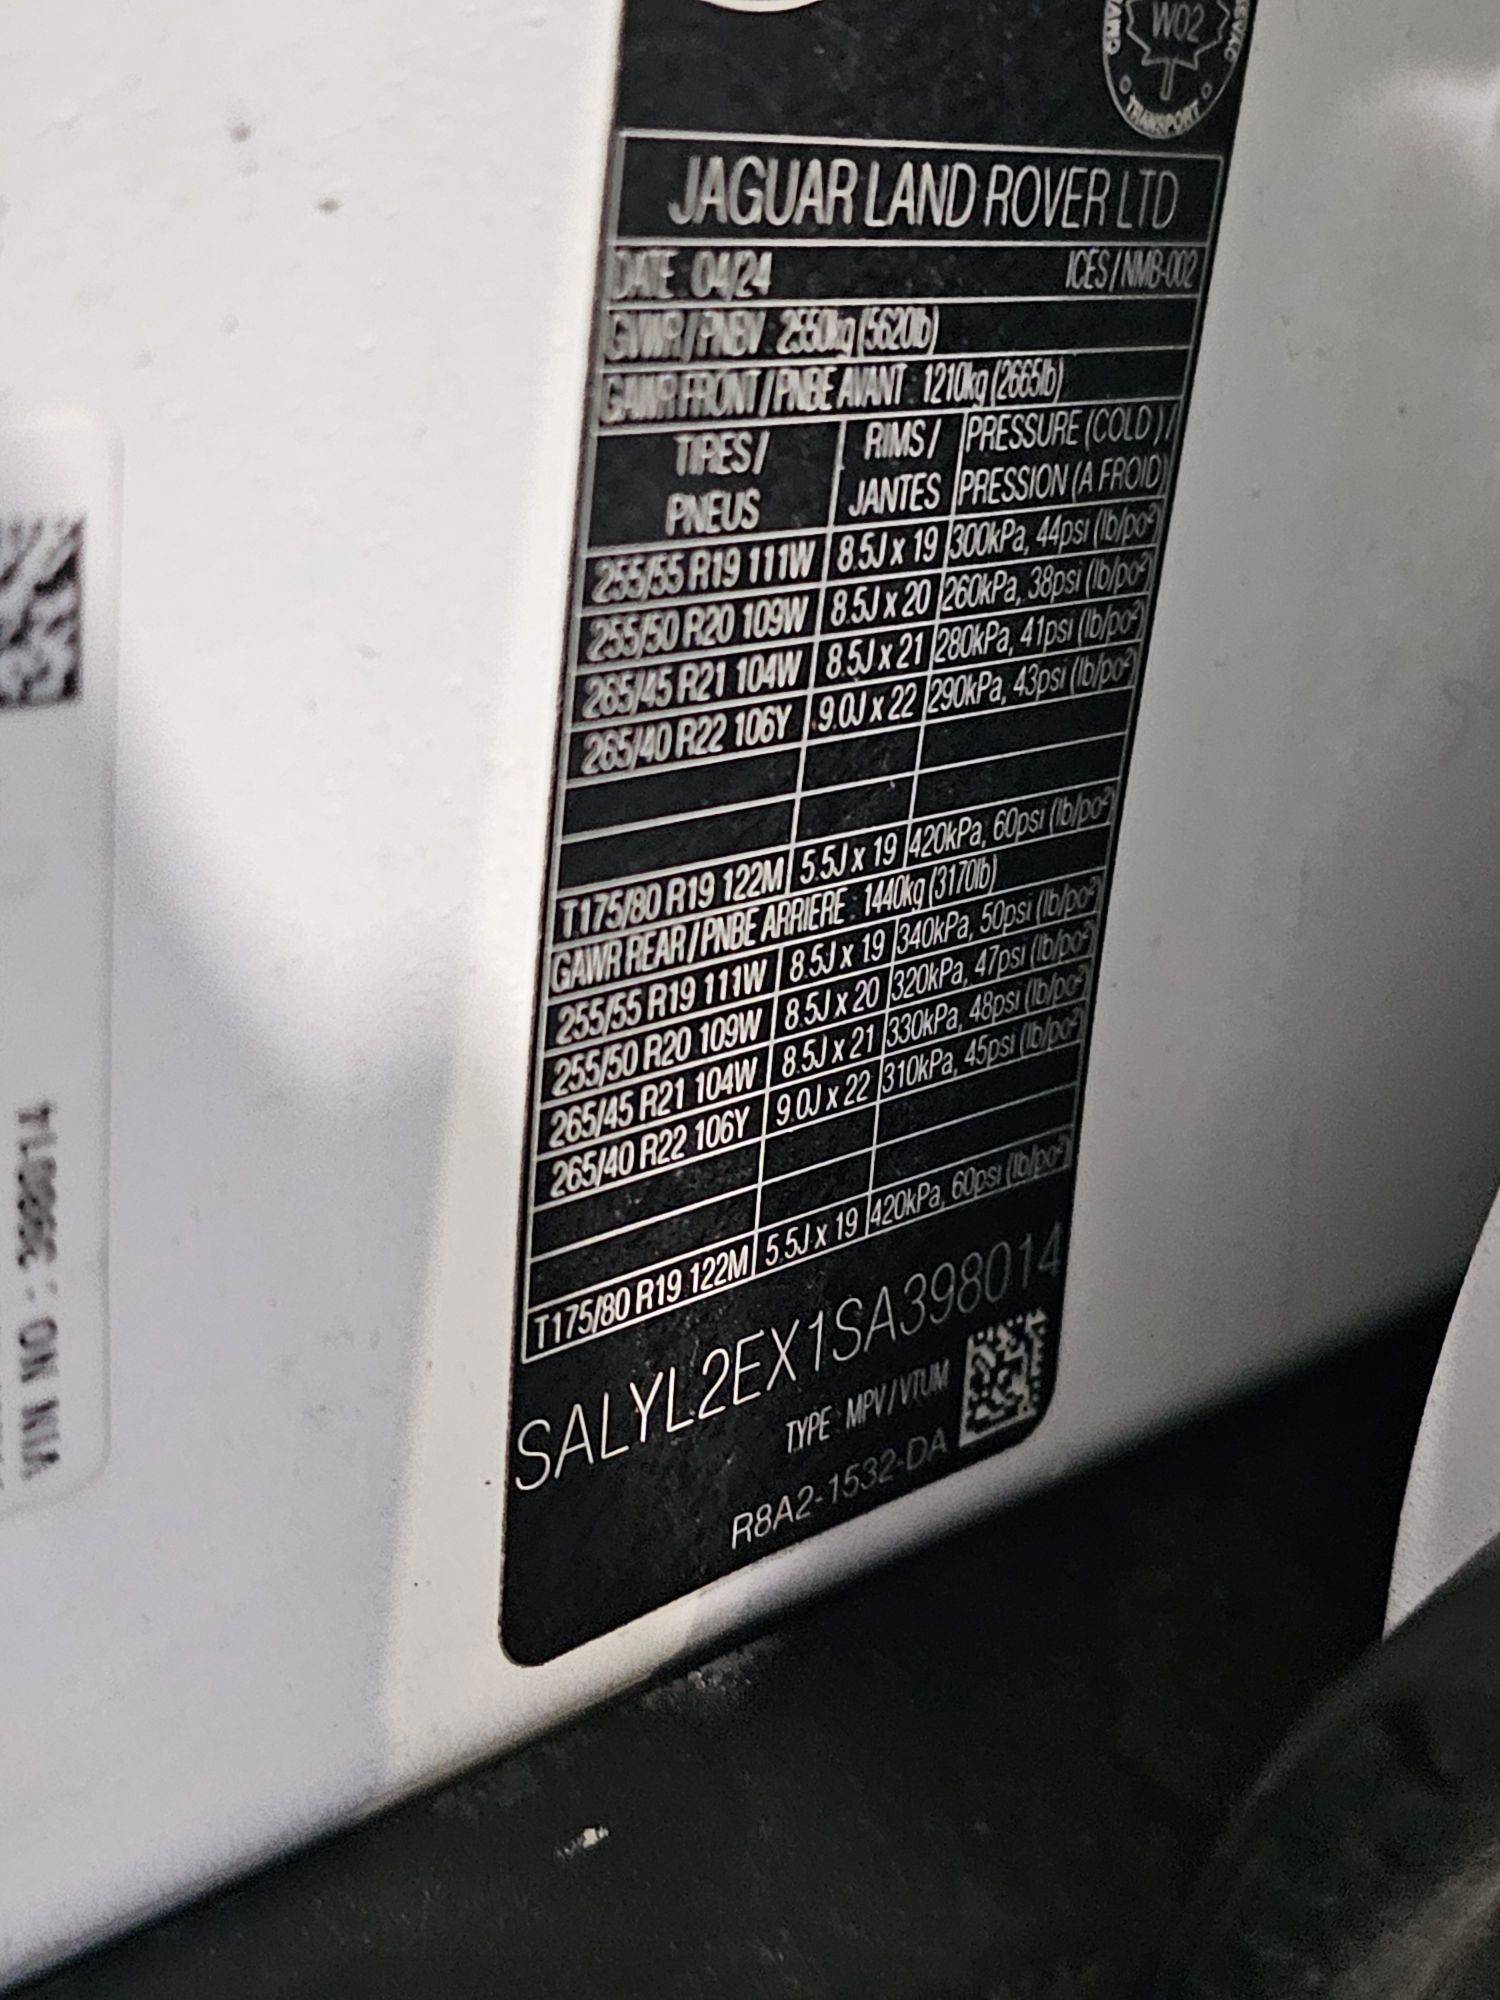 W02
TRANSPORT
JAGUAR LAND ROVER LTD
DATE : 04/24 ICES / NMB-002
GVWR / PNBV : 2550kg (5620lb)
GAWR FRONT / PNBE AVANT : 1210kg (2665lb)
TIRES / PNEUS RIMS / JANTES PRESSURE (COLD) / PRESSION (A FROID)
255/55 R19 111W 8.5J x 19 300kPa, 44psi (lb/po²)
255/50 R20 109W 8.5J x 20 260kPa, 38psi (lb/po²)
265/45 R21 104W 8.5J x 21 280kPa, 41psi (lb/po²)
265/40 R22 106Y 9.0J x 22 290kPa, 43psi (lb/po²)
T175/80 R19 122M 5.5J x 19 420kPa, 60psi (lb/po²)
GAWR REAR / PNBE ARRIERE : 1440kg (3170lb)
255/55 R19 111W 8.5J x 19 340kPa, 50psi (lb/po²)
255/50 R20 109W 8.5J x 20 320kPa, 47psi (lb/po²)
265/45 R21 104W 8.5J x 21 330kPa, 48psi (lb/po²)
265/40 R22 106Y 9.0J x 22 310kPa, 45psi (lb/po²)
T175/80 R19 122M 5.5J x 19 420kPa, 60psi (lb/po²)
SALYL2EX1SA398014
TYPE : MPV / VTUM
R8A2-1532-DA
VIN NO :